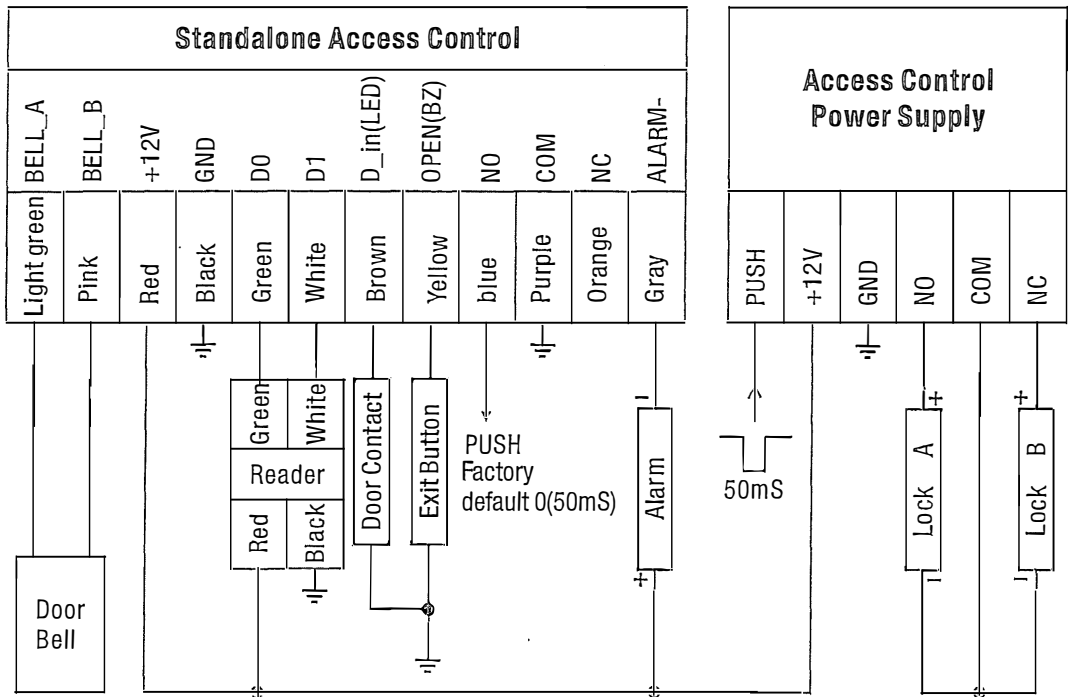 Standalone Access Control
BELL_A
BELL_B
+12V
GND
D0
D1
D_in(LED)
OPEN(BZ)
NO
COM
NC
ALARM-
Light green
Pink
Red
Black
Green
White
Brown
Yellow
blue
Purple
Orange
Gray
Access Control
Power Supply
PUSH
+12V
GND
NO
COM
NC
Door
Bell
Green
White
Reader
Red
Black
Door Contact
Exit Button
PUSH
Factory
default 0(50mS)
−
Alarm
+
50mS
+
Lock A
−
+
Lock B
−